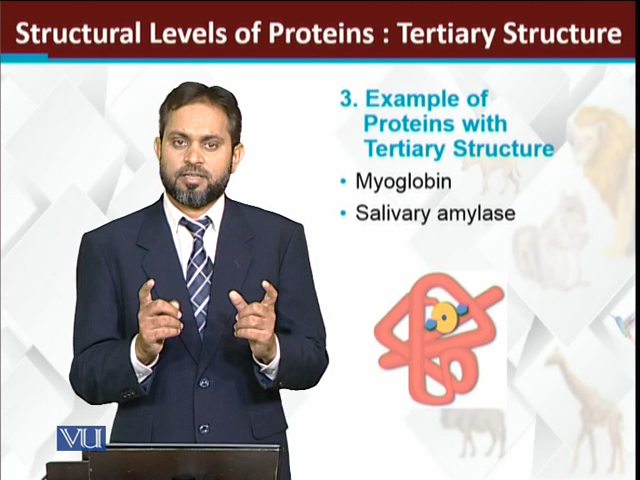 Structural Levels of Proteins : Tertiary Structure
3. Example of
Proteins with
Tertiary Structure
• Myoglobin
• Salivary amylase
VU